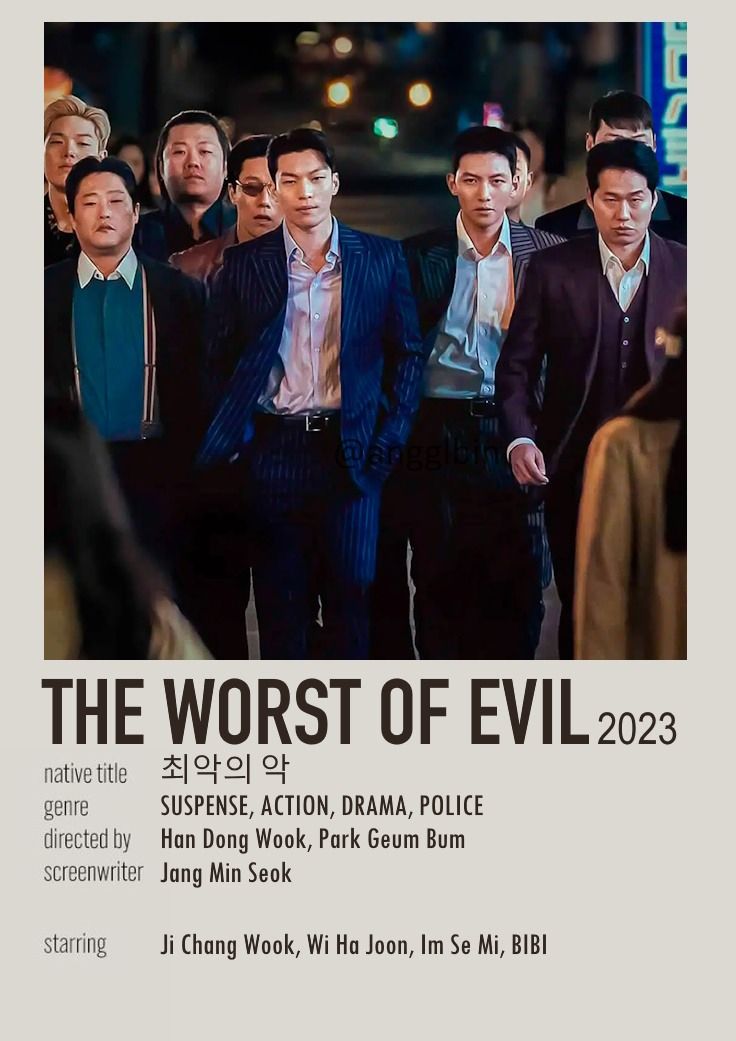 @anggibin
THE WORST OF EVIL 2023
native title 최악의 악
genre SUSPENSE, ACTION, DRAMA, POLICE
directed by Han Dong Wook, Park Geum Bum
screenwriter Jang Min Seok
starring Ji Chang Wook, Wi Ha Joon, Im Se Mi, BIBI